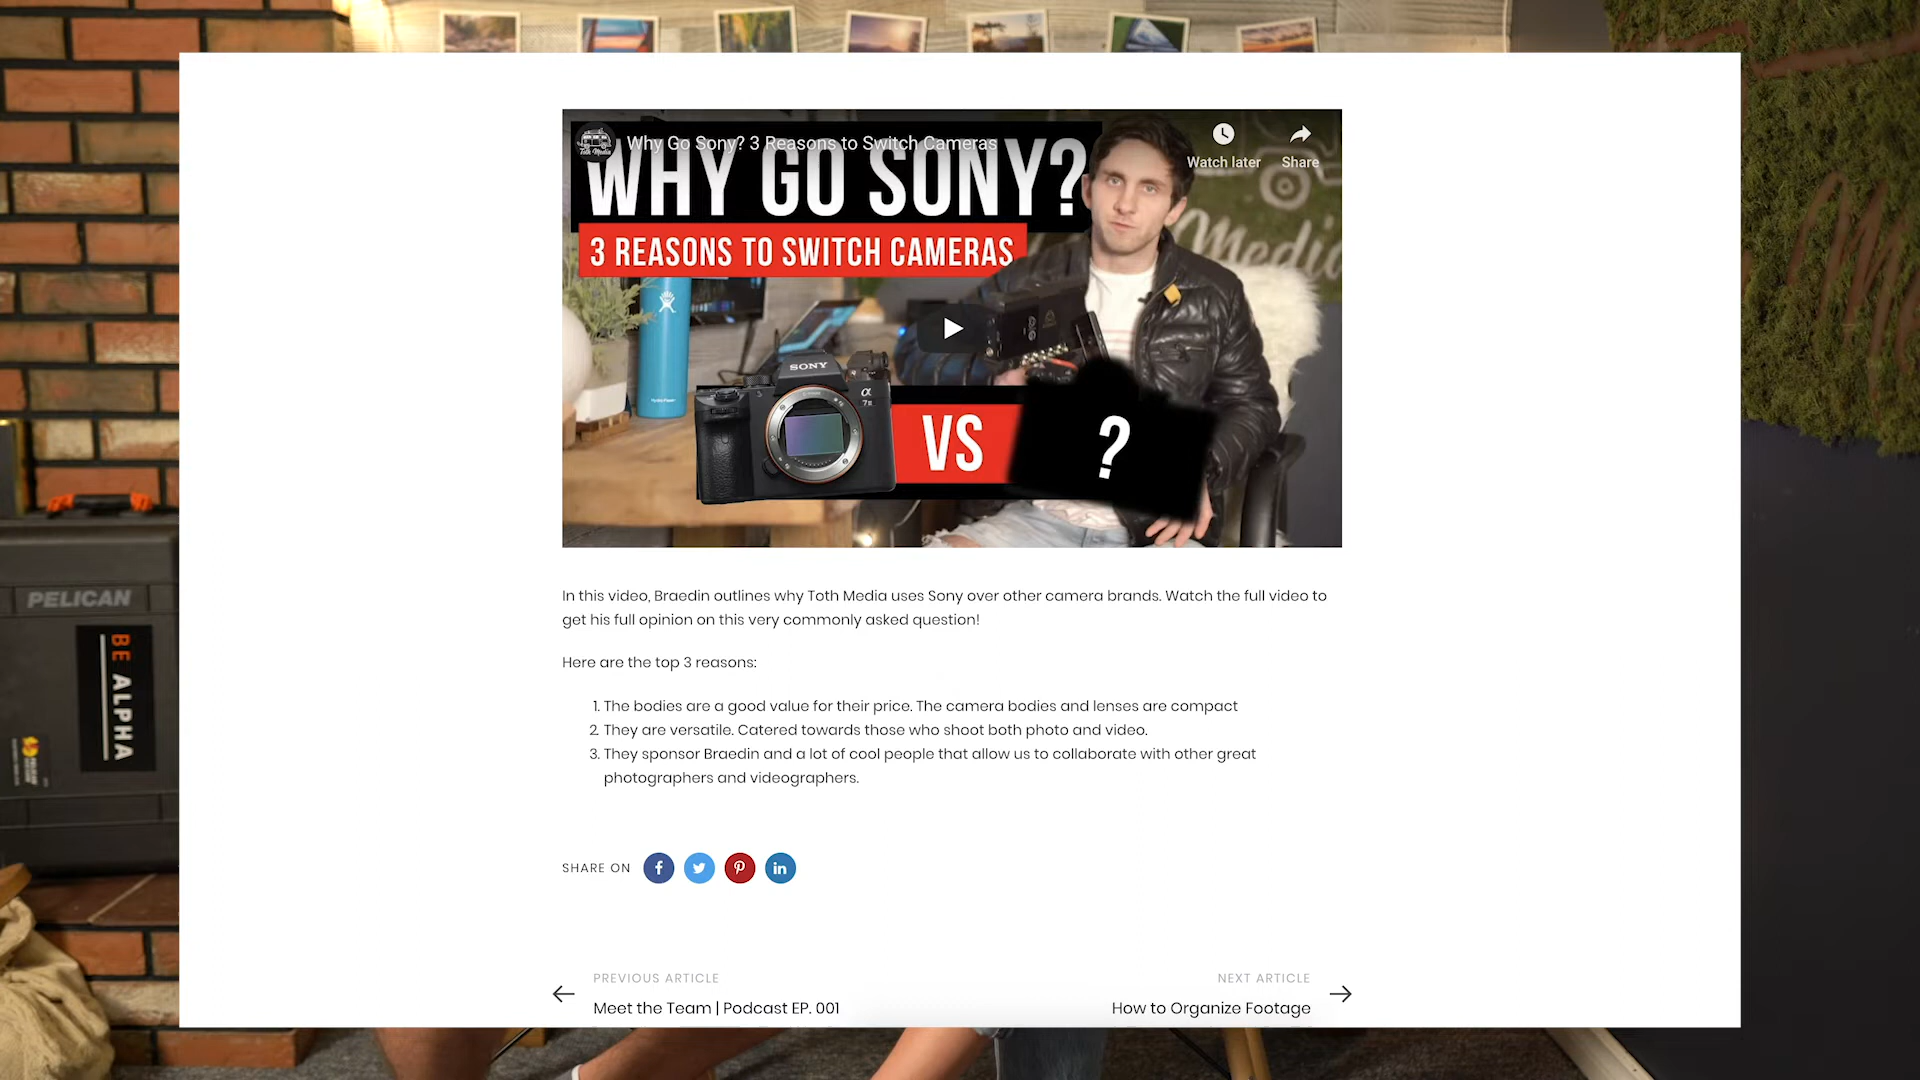 Toth Media
Why Go Sony? 3 Reasons to Switch Cameras
Watch later
Share
WHY GO SONY?
3 REASONS TO SWITCH CAMERAS
Media
SONY
α
7III
VS
?
In this video, Braedin outlines why Toth Media uses Sony over other camera brands. Watch the full video to
get his full opinion on this very commonly asked question!
Here are the top 3 reasons:
1. The bodies are a good value for their price. The camera bodies and lenses are compact
2. They are versatile. Catered towards those who shoot both photo and video.
3. They sponsor Braedin and a lot of cool people that allow us to collaborate with other great
photographers and videographers.
SHARE ON
PREVIOUS ARTICLE
Meet the Team | Podcast EP. 001
NEXT ARTICLE
How to Organize Footage
PELICAN
BE ALPHA